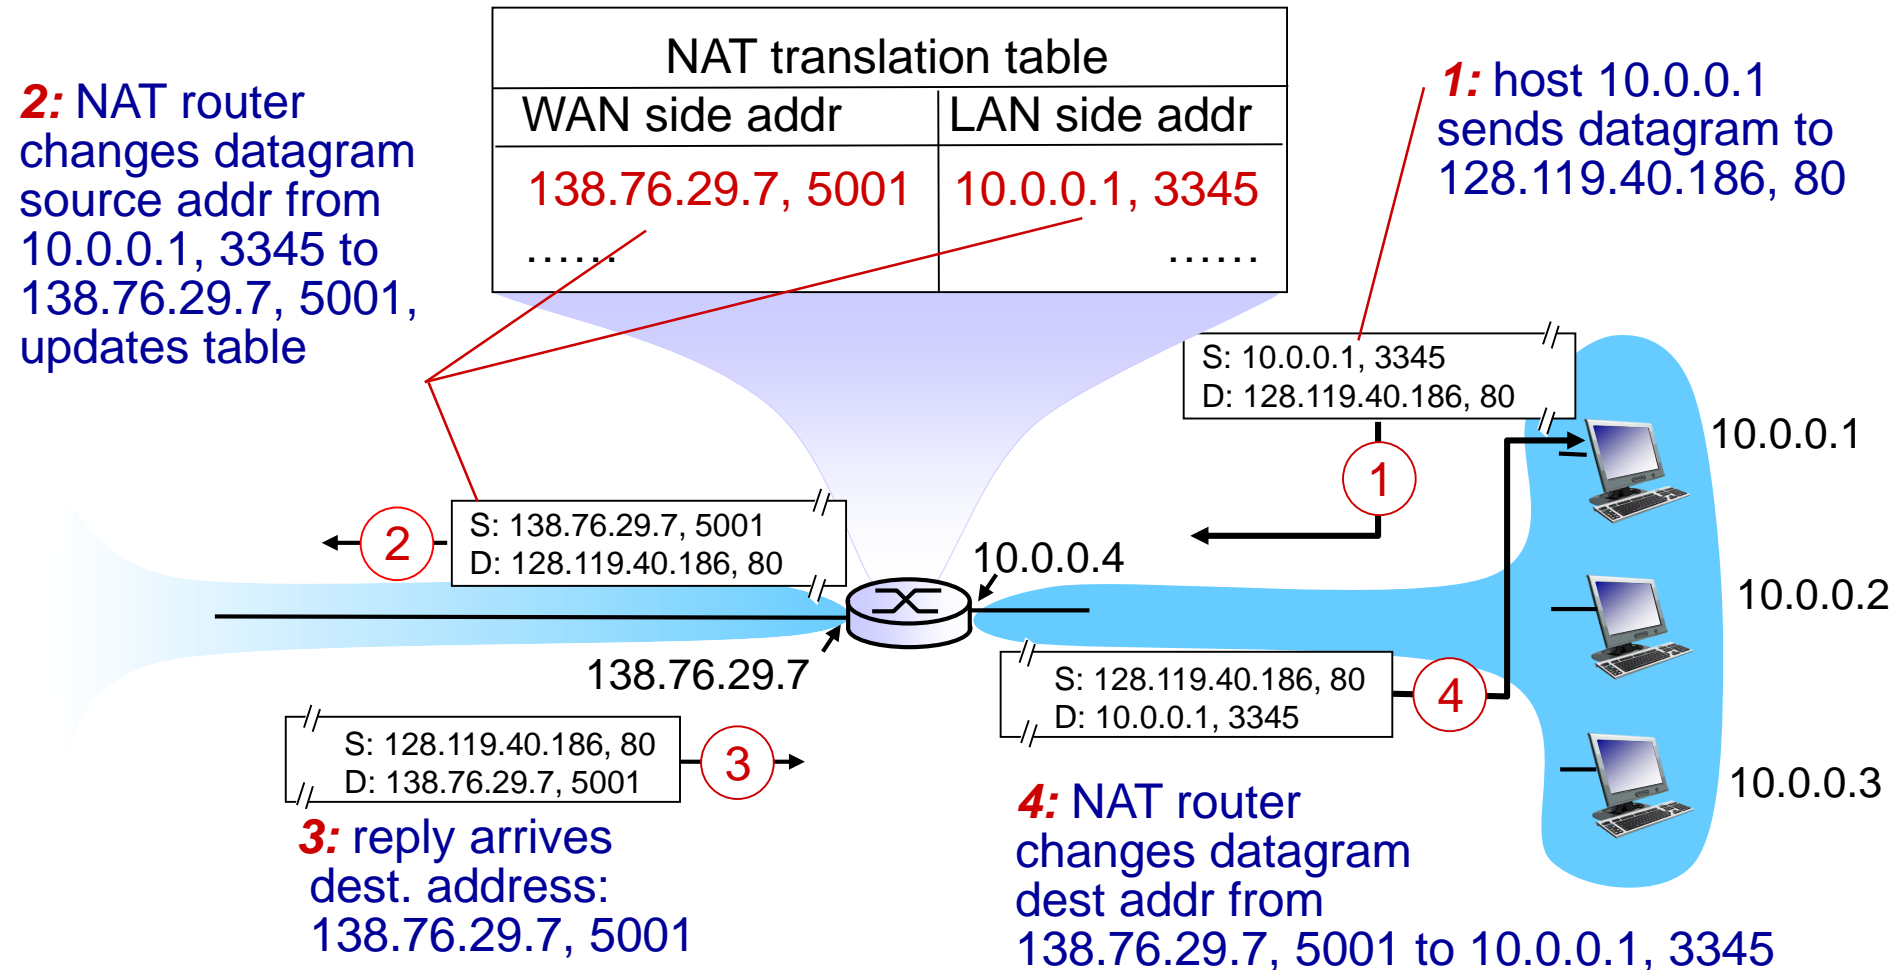 NAT translation table
WAN side addr LAN side addr
138.76.29.7, 5001 10.0.0.1, 3345
...... ......
2: NAT router
changes datagram
source addr from
10.0.0.1, 3345 to
138.76.29.7, 5001,
updates table
1: host 10.0.0.1
sends datagram to
128.119.40.186, 80
S: 10.0.0.1, 3345
D: 128.119.40.186, 80
1
10.0.0.1
S: 138.76.29.7, 5001
D: 128.119.40.186, 80
2
10.0.0.4
10.0.0.2
138.76.29.7
S: 128.119.40.186, 80
D: 10.0.0.1, 3345
4
S: 128.119.40.186, 80
D: 138.76.29.7, 5001
3
10.0.0.3
3: reply arrives
dest. address:
138.76.29.7, 5001
4: NAT router
changes datagram
dest addr from
138.76.29.7, 5001 to 10.0.0.1, 3345